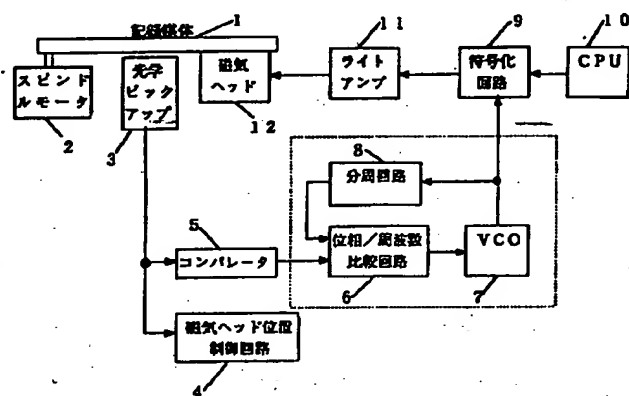 記録媒体
1
スピンド
ルモータ
2
光学
ピック
アップ
3
磁気
ヘッド
12
ライト
アンプ
11
符号化
回路
9
CPU
10
分周回路
8
コンパレータ
5
位相/周波数
比較回路
6
VCO
7
磁気ヘッド位置
制御回路
4